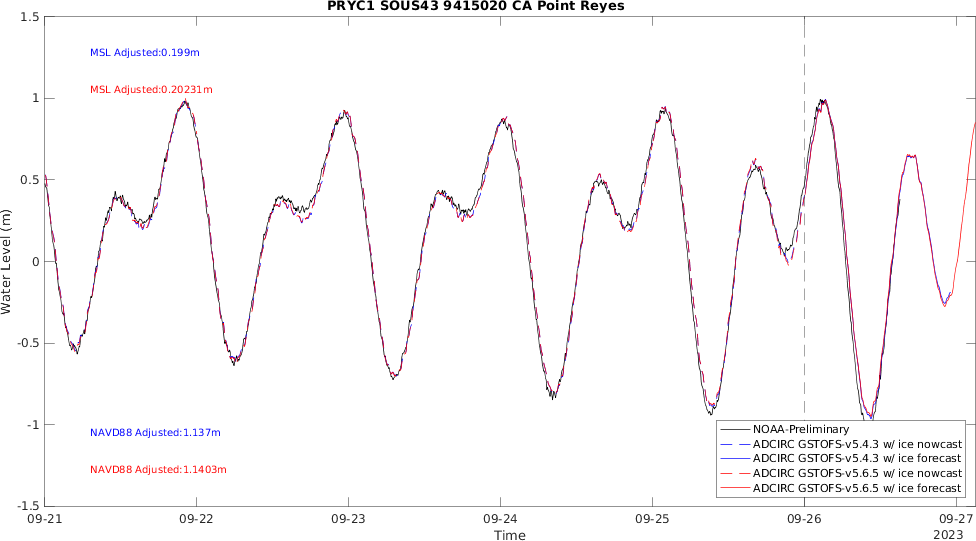 PRYC1 SOUS43 9415020 CA Point Reyes
1.5
MSL Adjusted:0.199m
MSL Adjusted:0.20231m
1
0.5
0
-0.5
-1
-1.5
Water Level (m)
NAVD88 Adjusted:1.137m
NAVD88 Adjusted:1.1403m
NOAA-Preliminary
ADCIRC GSTOFS-v5.4.3 w/ ice nowcast
ADCIRC GSTOFS-v5.4.3 w/ ice forecast
ADCIRC GSTOFS-v5.6.5 w/ ice nowcast
ADCIRC GSTOFS-v5.6.5 w/ ice forecast
09-21 09-22 09-23 09-24 09-25 09-26 09-27
2023
Time